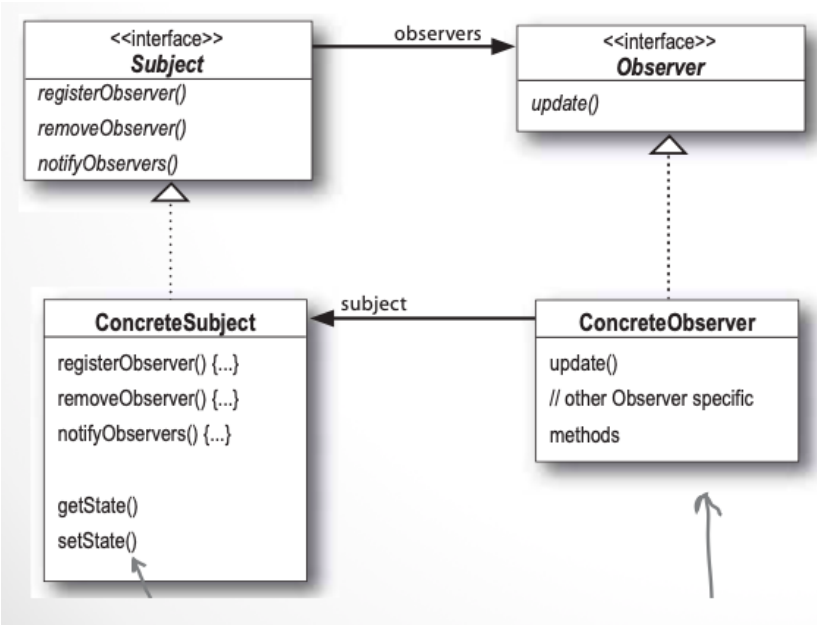 <<interface>>
Subject
registerObserver()
removeObserver()
notifyObservers()
observers
<<interface>>
Observer
update()
ConcreteSubject
registerObserver() {...}
removeObserver() {...}
notifyObservers() {...}
getState()
setState()
subject
ConcreteObserver
update()
// other Observer specific
methods